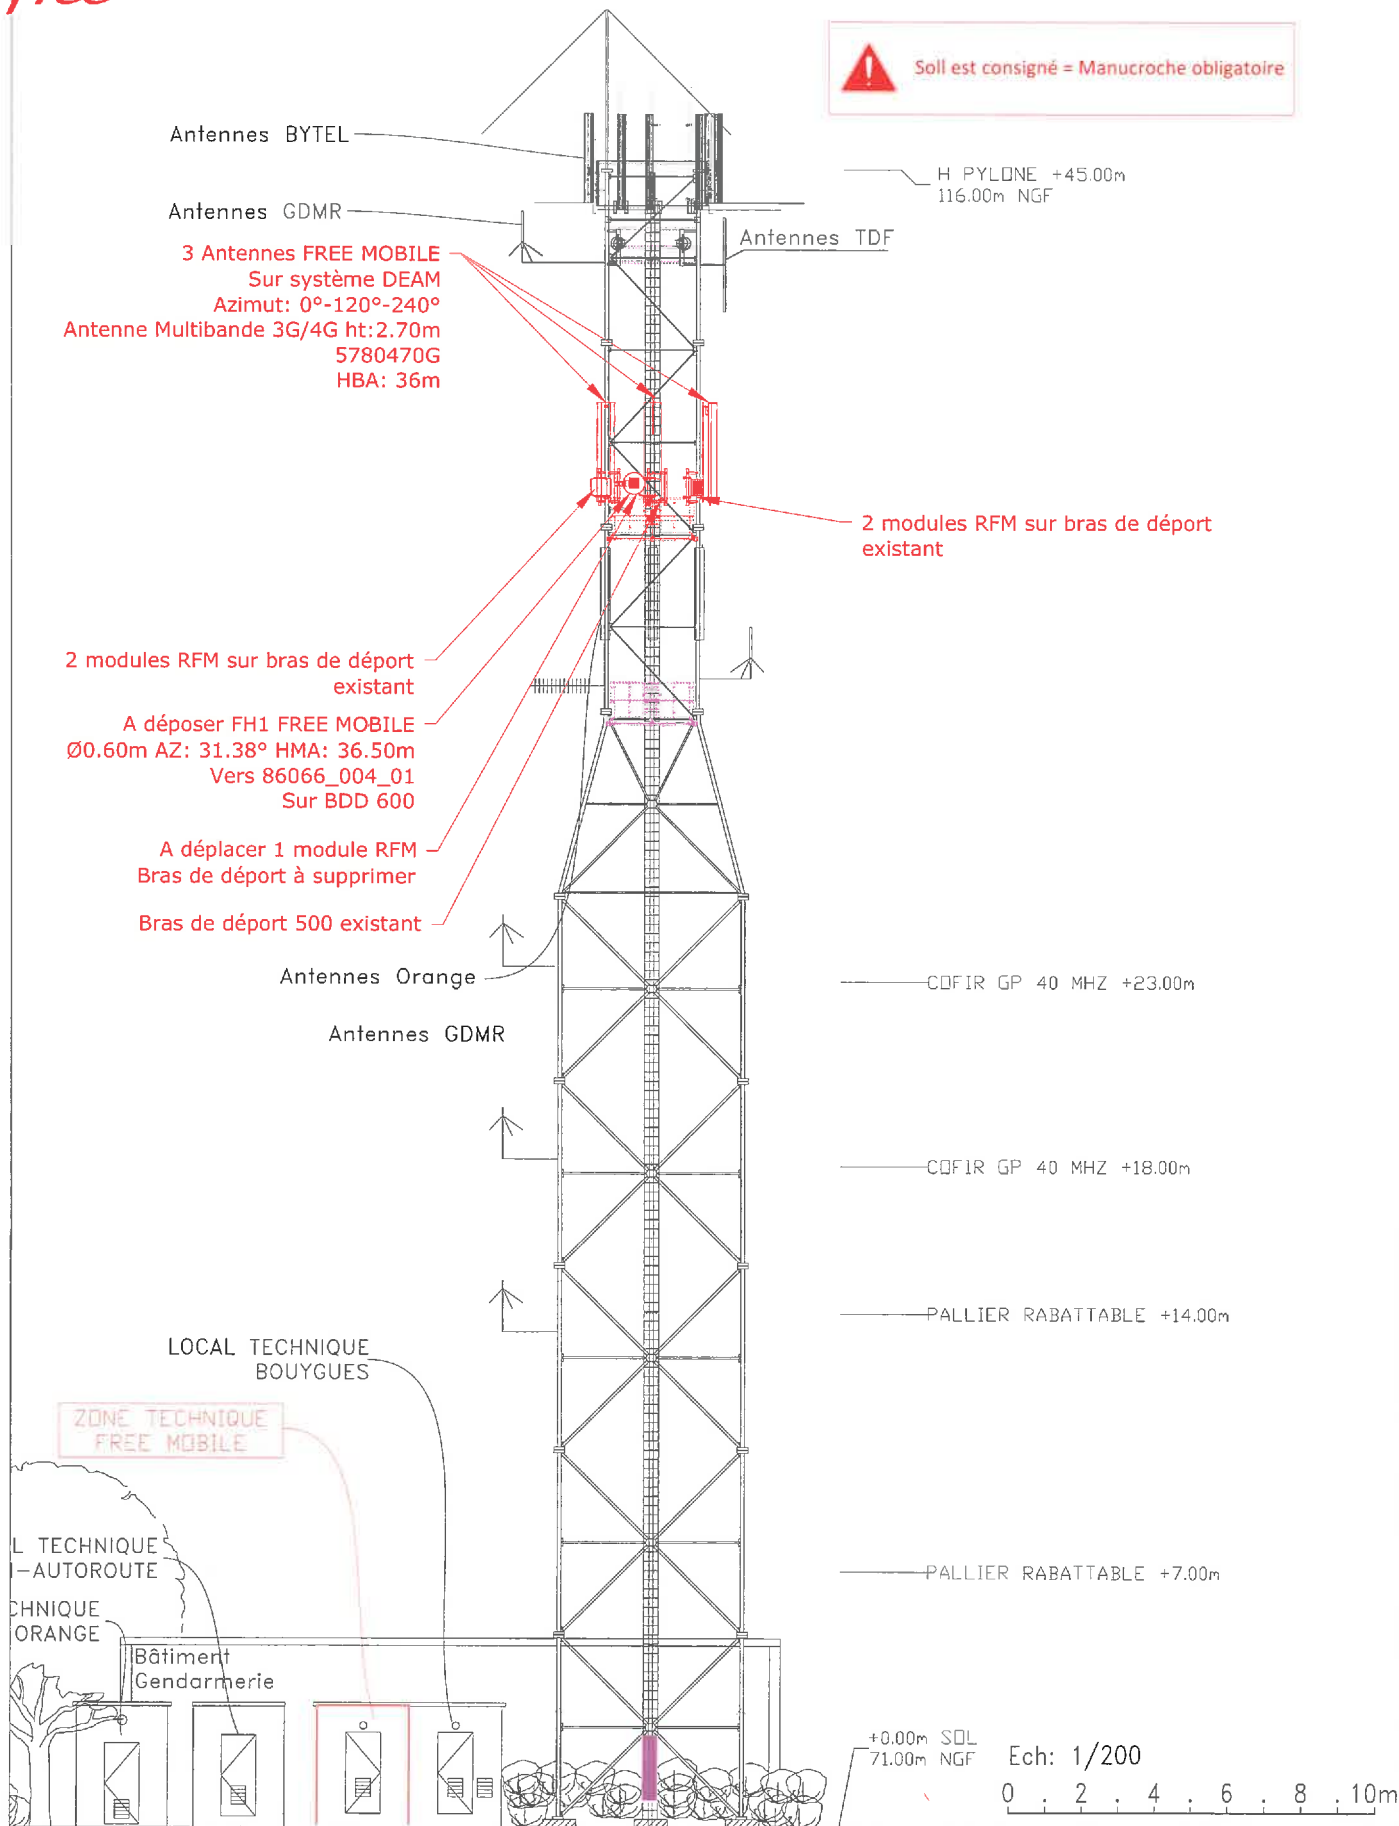 free
Soll est consigné = Manucroche obligatoire
Antennes BYTEL
H PYLONE +45.00m
116.00m NGF
Antennes GDMR
Antennes TDF
3 Antennes FREE MOBILE
Sur système DEAM
Azimut: 0°-120°-240°
Antenne Multibande 3G/4G ht:2.70m
5780470G
HBA: 36m
2 modules RFM sur bras de déport
existant
2 modules RFM sur bras de déport
existant
A déposer FH1 FREE MOBILE
Ø0.60m AZ: 31.38° HMA: 36.50m
Vers 86066_004_01
Sur BDD 600
A déplacer 1 module RFM
Bras de déport à supprimer
Bras de déport 500 existant
Antennes Orange
COFIR GP 40 MHZ +23.00m
Antennes GDMR
COFIR GP 40 MHZ +18.00m
PALLIER RABATTABLE +14.00m
LOCAL TECHNIQUE
BOUYGUES
ZONE TECHNIQUE
FREE MOBILE
L TECHNIQUE
I-AUTOROUTE
PALLIER RABATTABLE +7.00m
CHNIQUE
ORANGE
Bâtiment
Gendarmerie
+0.00m SOL
71.00m NGF
Ech: 1/200
0 . 2 . 4 . 6 . 8 . 10m